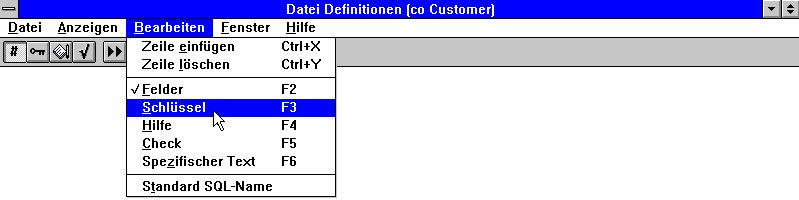 Datei Definitionen (co Customer)
Datei Anzeigen Bearbeiten Fenster Hilfe
#
Zeile einfügen Ctrl+X
Zeile löschen Ctrl+Y
✓ Felder F2
Schlüssel F3
Hilfe F4
Check F5
Spezifischer Text F6
Standard SQL-Name